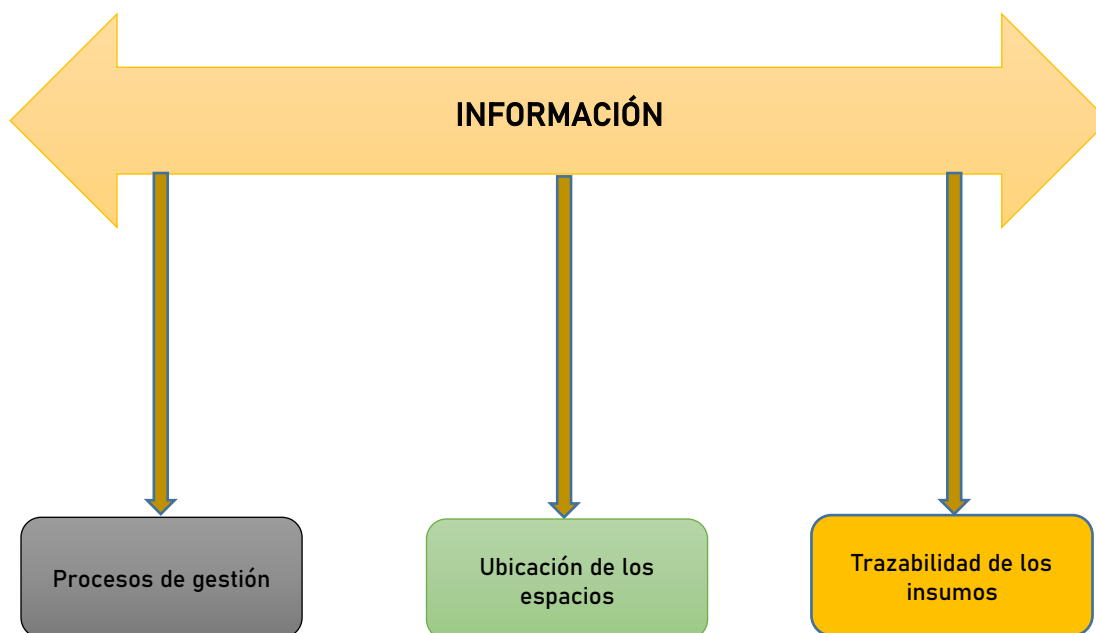 INFORMACIÓN
Procesos de gestión
Ubicación de los
espacios
Trazabilidad de los
insumos